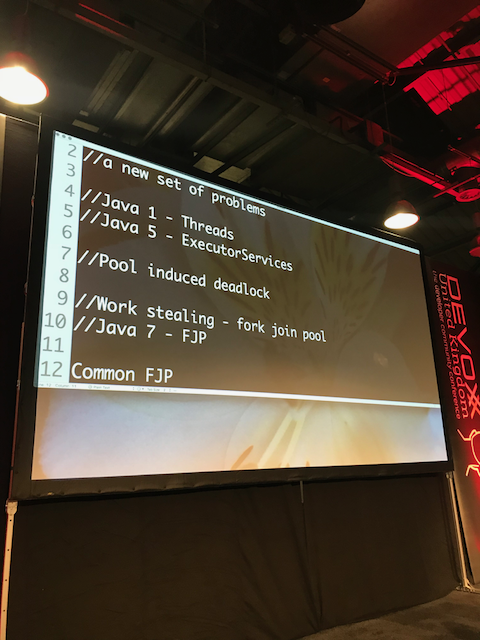 2 //a new set of problems
3
4 //Java 1 - Threads
5 //Java 5 - ExecutorServices
6
7 //Pool induced deadlock
8
9 //Work stealing - fork join pool
10 //Java 7 - FJP
11
12 Common FJP
DEVOXX
United Kingdom
the developer community conference